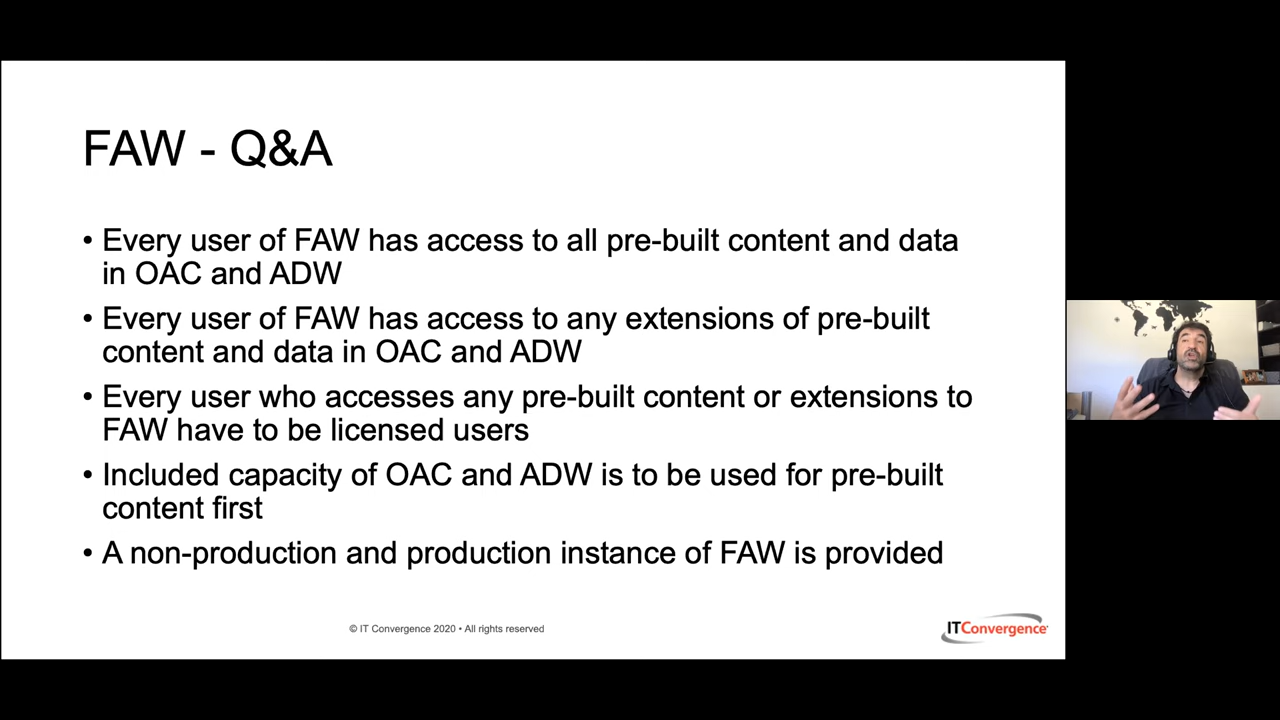 FAW - Q&A
• Every user of FAW has access to all pre-built content and data
in OAC and ADW
• Every user of FAW has access to any extensions of pre-built
content and data in OAC and ADW
• Every user who accesses any pre-built content or extensions to
FAW have to be licensed users
• Included capacity of OAC and ADW is to be used for pre-built
content first
• A non-production and production instance of FAW is provided
© IT Convergence 2020 • All rights reserved
ITConvergence